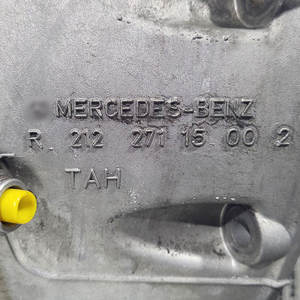 MERCEDES-BENZ
R. 212 271 15 00 2
TAH